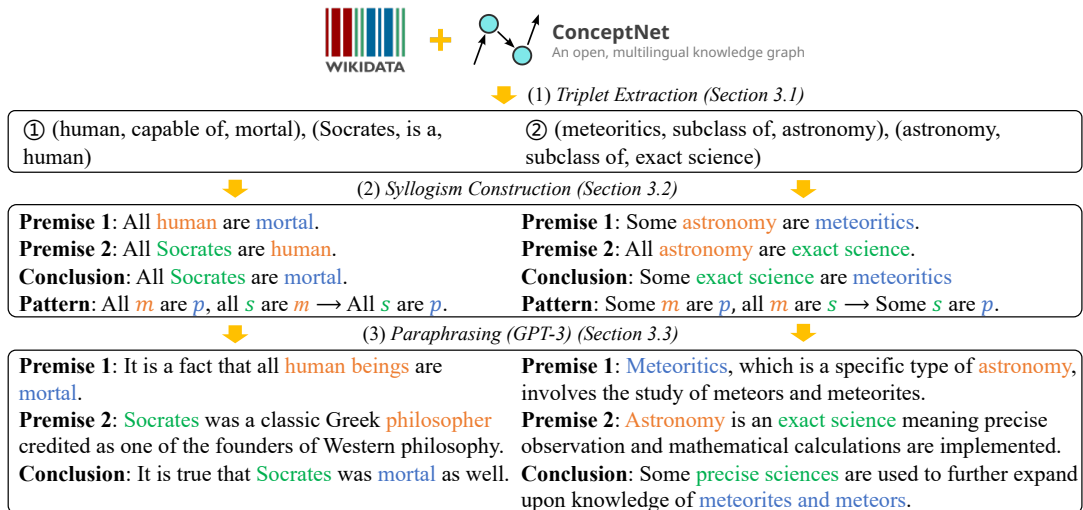 WIKIDATA
ConceptNet
An open, multilingual knowledge graph
(1) Triplet Extraction (Section 3.1)
① (human, capable of, mortal), (Socrates, is a,
human)
② (meteoritics, subclass of, astronomy), (astronomy,
subclass of, exact science)
(2) Syllogism Construction (Section 3.2)
Premise 1: All human are mortal.
Premise 2: All Socrates are human.
Conclusion: All Socrates are mortal.
Pattern: All m are p, all s are m → All s are p.
Premise 1: Some astronomy are meteoritics.
Premise 2: All astronomy are exact science.
Conclusion: Some exact science are meteoritics
Pattern: Some m are p, all m are s → Some s are p.
(3) Paraphrasing (GPT-3) (Section 3.3)
Premise 1: It is a fact that all human beings are
mortal.
Premise 2: Socrates was a classic Greek philosopher
credited as one of the founders of Western philosophy.
Conclusion: It is true that Socrates was mortal as well.
Premise 1: Meteoritics, which is a specific type of astronomy,
involves the study of meteors and meteorites.
Premise 2: Astronomy is an exact science meaning precise
observation and mathematical calculations are implemented.
Conclusion: Some precise sciences are used to further expand
upon knowledge of meteorites and meteors.